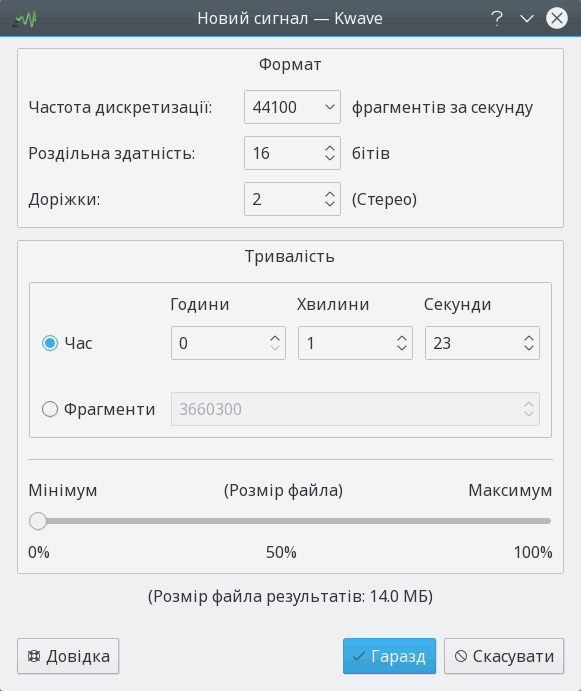 Новий сигнал — Kwave
Формат
Частота дискретизації: 44100 фрагментів за секунду
Роздільна здатність: 16 бітів
Доріжки: 2 (Стерео)
Тривалість
Години Хвилини Секунди
Час 0 1 23
Фрагменти 3660300
Мінімум (Розмір файла) Максимум
0% 50% 100%
(Розмір файла результатів: 14.0 МБ)
Довідка Гаразд Скасувати